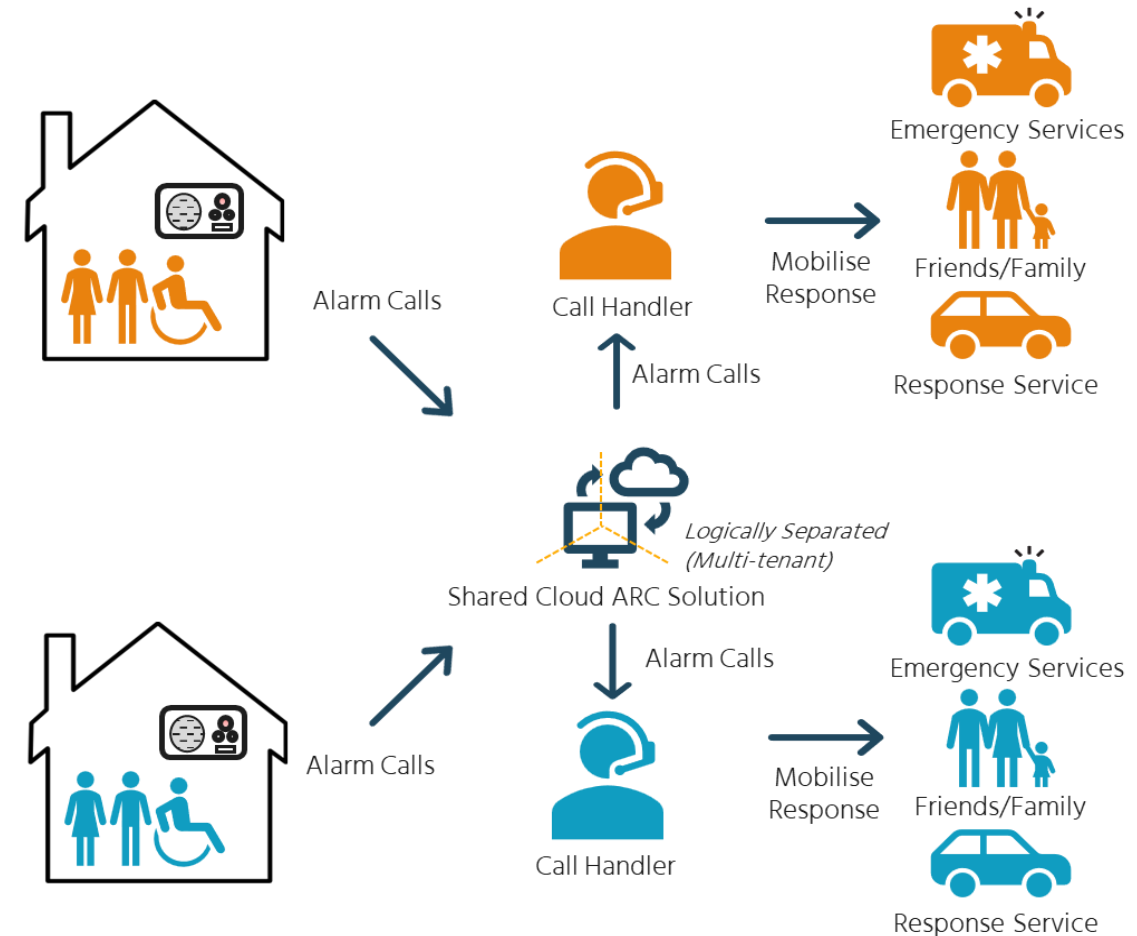 Emergency Services
Friends/Family
Response Service
Mobilise
Response
Call Handler
Alarm Calls
Alarm Calls
Logically Separated
(Multi-tenant)
Shared Cloud ARC Solution
Alarm Calls
Alarm Calls
Call Handler
Mobilise
Response
Emergency Services
Friends/Family
Response Service